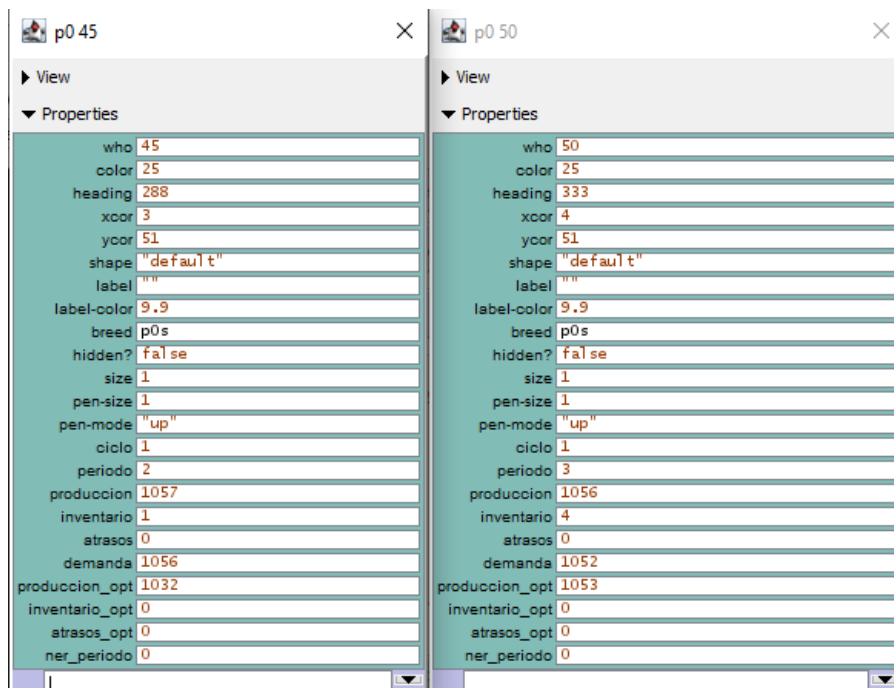 p0 45
View
Properties
who 45
color 25
heading 288
xcor 3
ycor 51
shape "default"
label ""
label-color 9.9
breed p0s
hidden? false
size 1
pen-size 1
pen-mode "up"
ciclo 1
periodo 2
produccion 1057
inventario 1
atrasos 0
demanda 1056
produccion_opt 1032
inventario_opt 0
atrasos_opt 0
ner_periodo 0
p0 50
View
Properties
who 50
color 25
heading 333
xcor 4
ycor 51
shape "default"
label ""
label-color 9.9
breed p0s
hidden? false
size 1
pen-size 1
pen-mode "up"
ciclo 1
periodo 3
produccion 1056
inventario 4
atrasos 0
demanda 1052
produccion_opt 1053
inventario_opt 0
atrasos_opt 0
ner_periodo 0